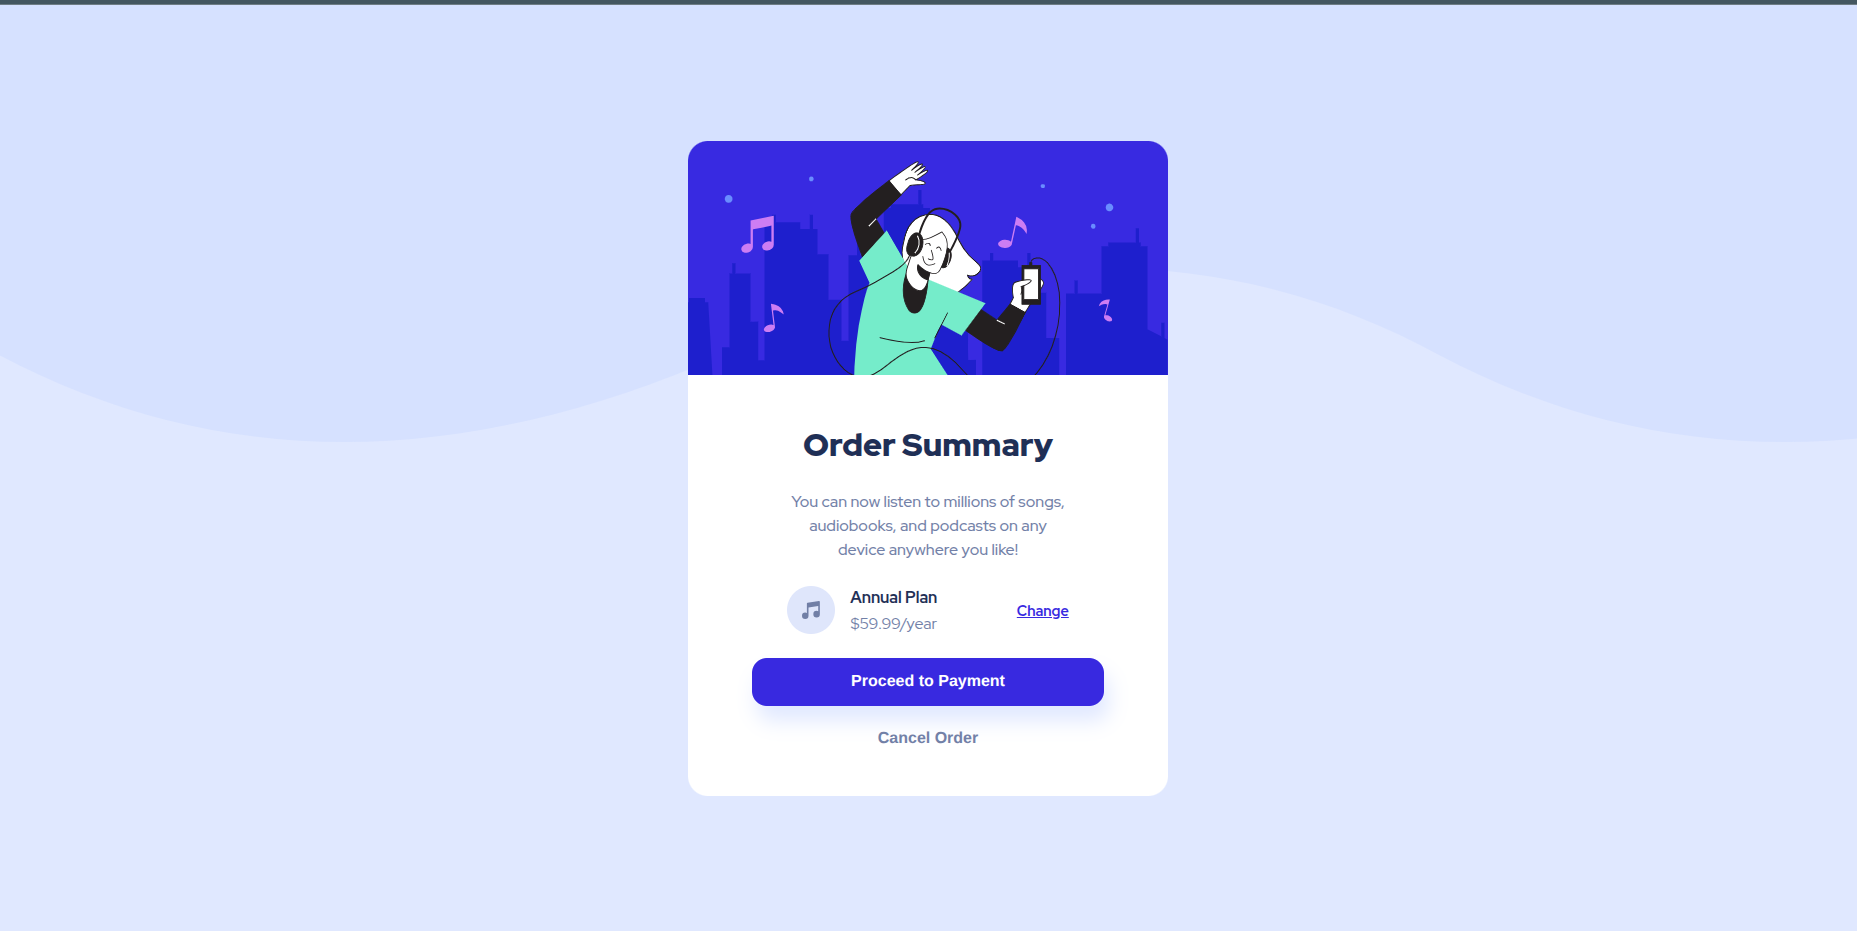 Order Summary
You can now listen to millions of songs,
audiobooks, and podcasts on any
device anywhere you like!
Annual Plan
$59.99/year
Change
Proceed to Payment
Cancel Order